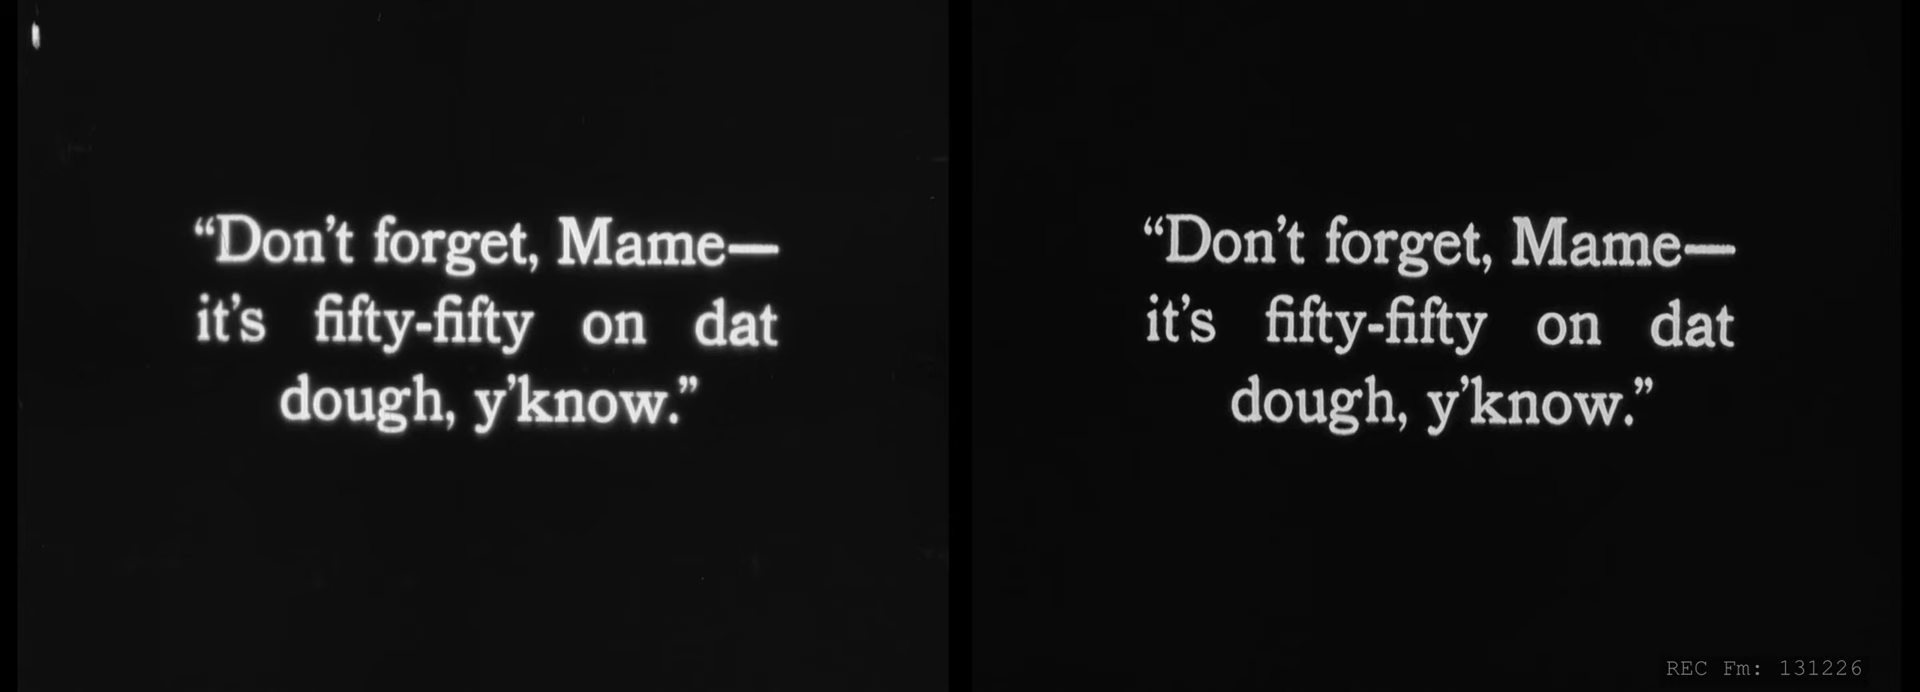 “Don’t forget, Mame—
it’s fifty-fifty on dat
dough, y’know.”
“Don’t forget, Mame—
it’s fifty-fifty on dat
dough, y’know.”
REC Fm: 131226